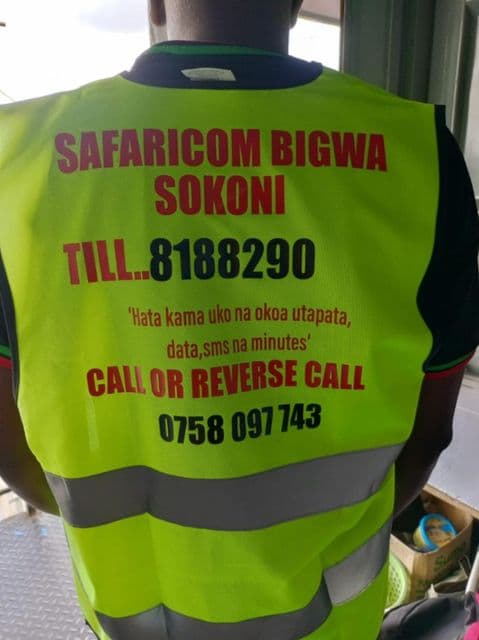 SAFARICOM BIGWA
SOKONI
TILL..8188290
'Hata kama uko na okoa utapata,
data,sms na minutes'
CALL OR REVERSE CALL
0758 097 743